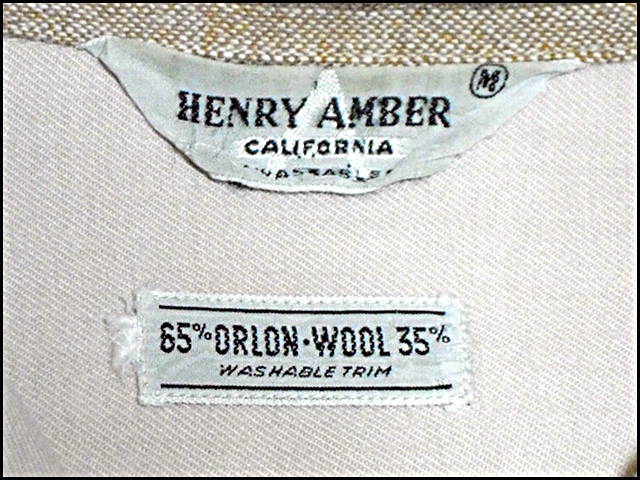 HENRY AMBER
CALIFORNIA
65% ORLON·WOOL 35%
WASHABLE TRIM